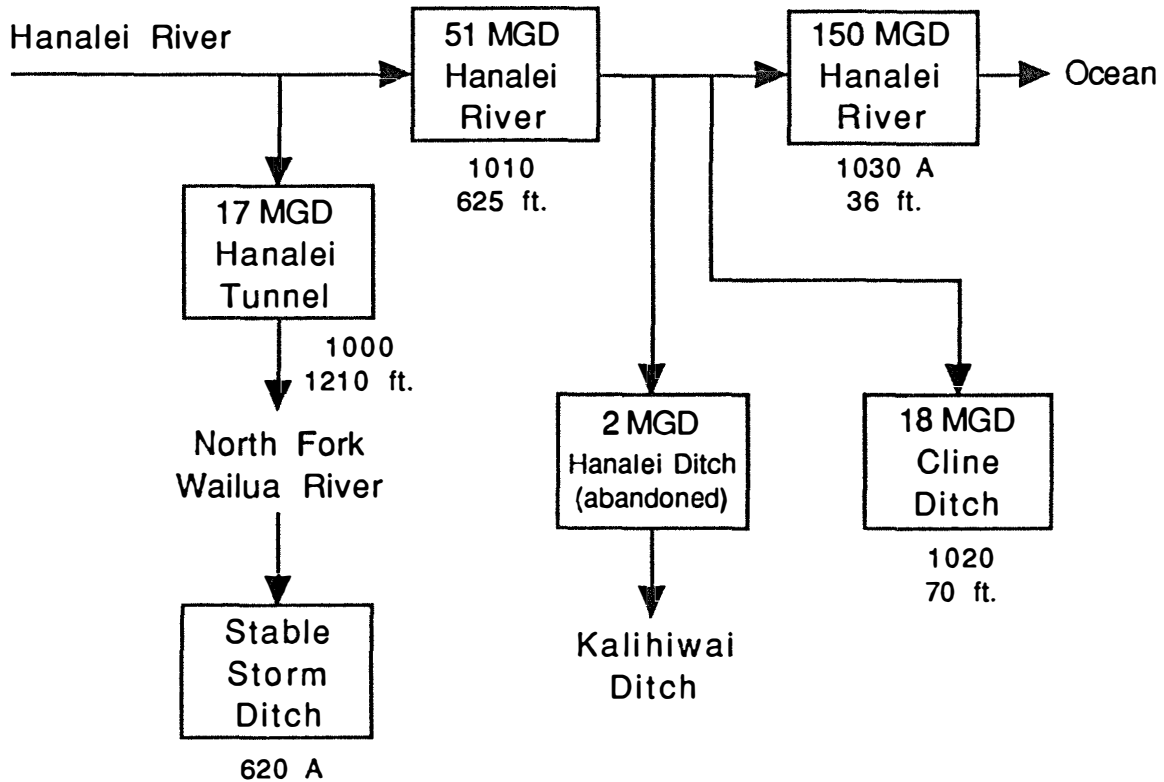 Hanalei River
51 MGD
Hanalei
River
1010
625 ft.
150 MGD
Hanalei
River
1030 A
36 ft.
Ocean
17 MGD
Hanalei
Tunnel
1000
1210 ft.
North Fork
Wailua River
Stable
Storm
Ditch
620 A
2 MGD
Hanalei Ditch
(abandoned)
Kalihiwai
Ditch
18 MGD
Cline
Ditch
1020
70 ft.